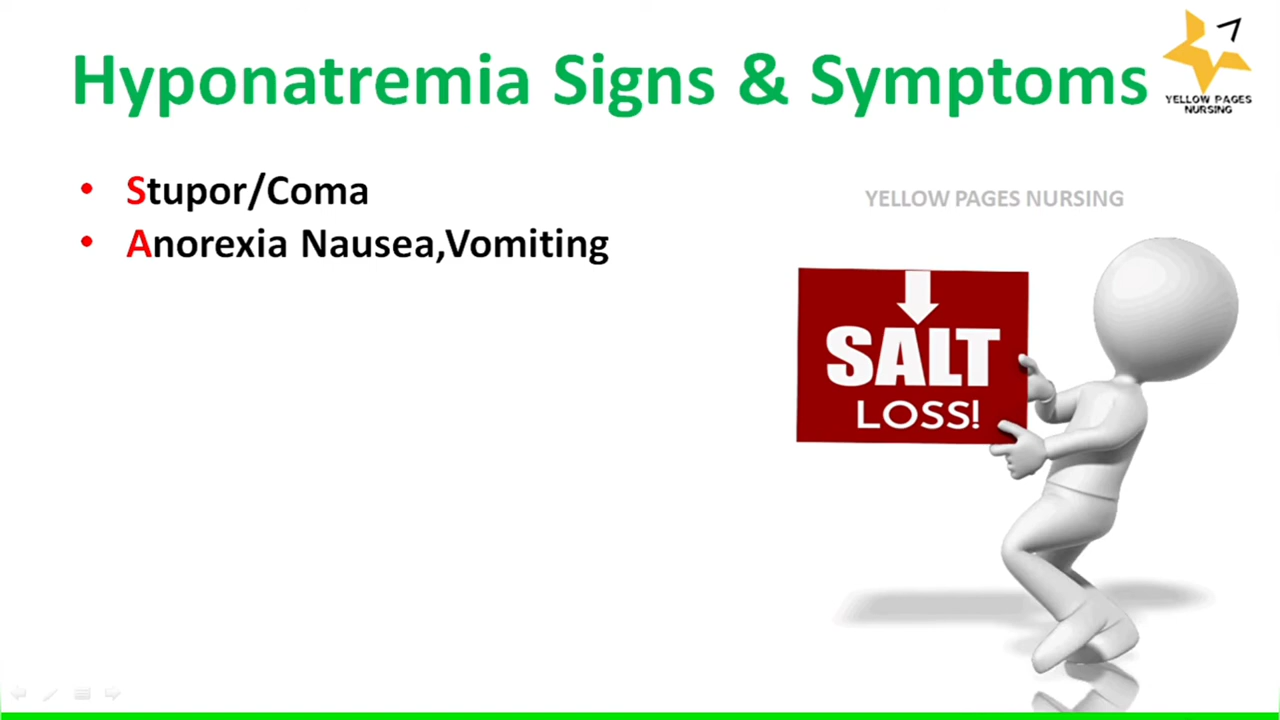 Hyponatremia Signs & Symptoms
YELLOW PAGES
NURSING
• Stupor/Coma
• Anorexia Nausea,Vomiting
YELLOW PAGES NURSING
SALT
LOSS!